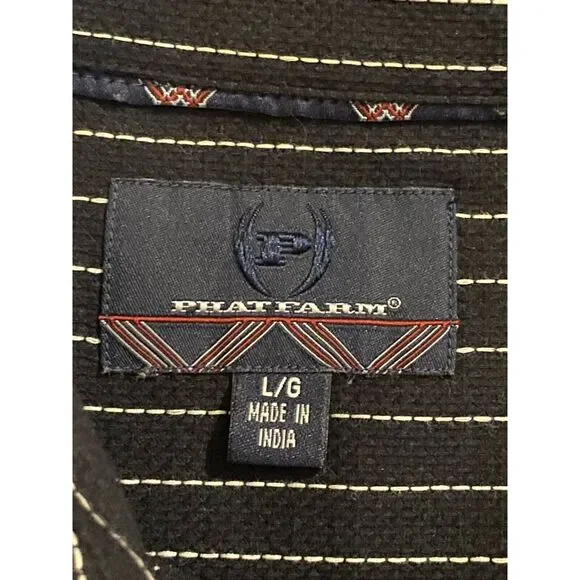 P
PHAT FARM®
L/G
MADE IN
INDIA